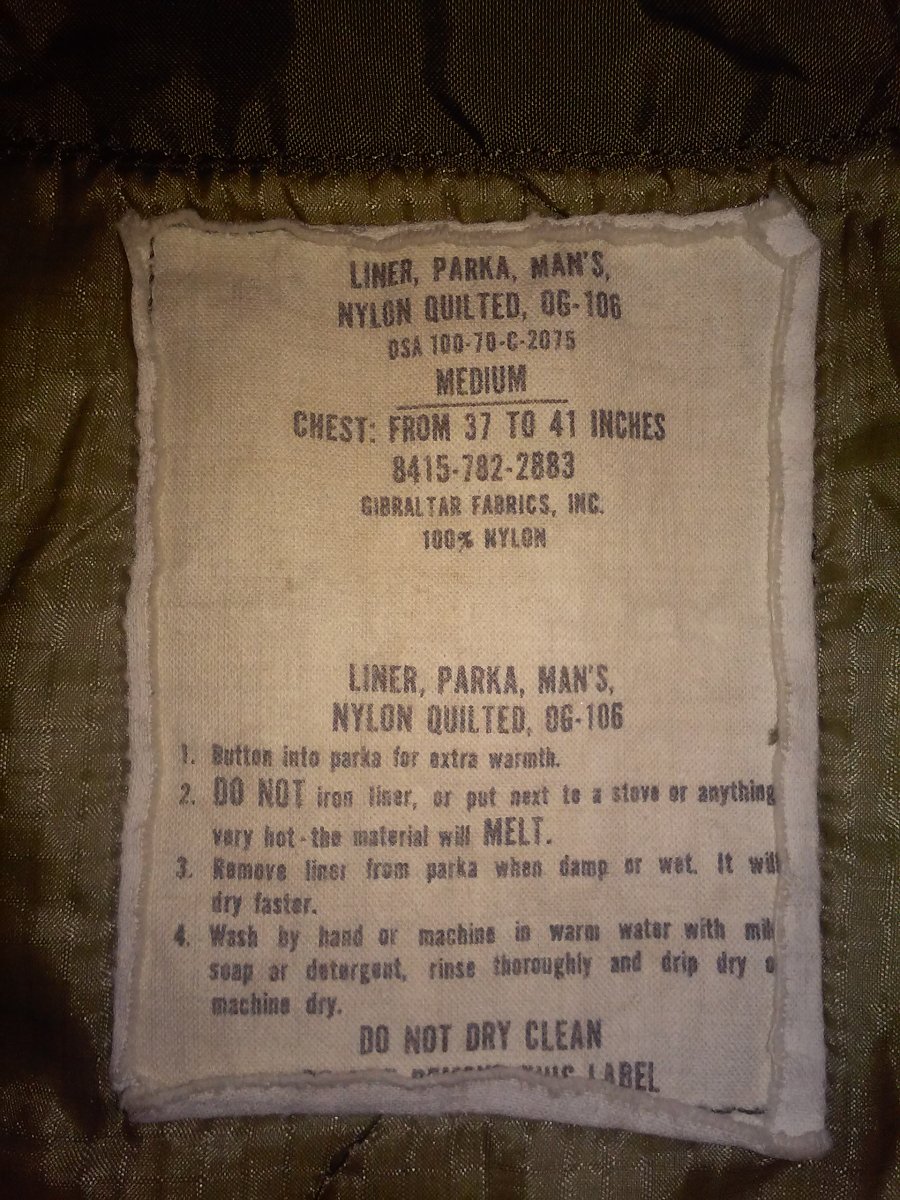 LINER, PARKA, MAN'S,
NYLON QUILTED, OG-106
DSA 100-70-C-2075
MEDIUM
CHEST: FROM 37 TO 41 INCHES
8415-782-2883
GIBRALTAR FABRICS, INC.
100% NYLON
LINER, PARKA, MAN'S,
NYLON QUILTED, OG-106
1. Button into parka for extra warmth.
2. DO NOT iron liner, or put next to a stove or anything
very hot-the material will MELT.
3. Remove liner from parka when damp or wet. It will
dry faster.
4. Wash by hand or machine in warm water with mil
soap or detergent, rinse thoroughly and drip dry o
machine dry.
DO NOT DRY CLEAN
REMOVE THIS LABEL